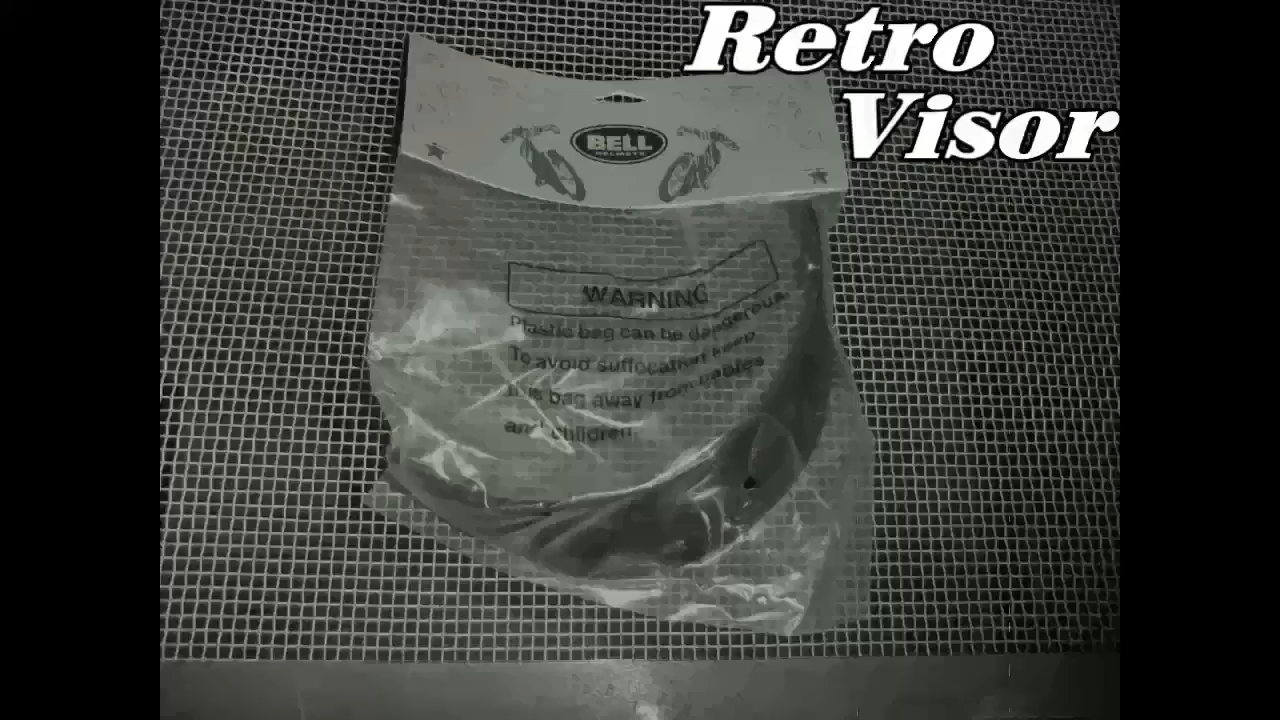 Retro
Visor
BELL
HELMETS
WARNING
Plastic bag can be dangerous
To avoid suffocation keep
this bag away from babies
and children